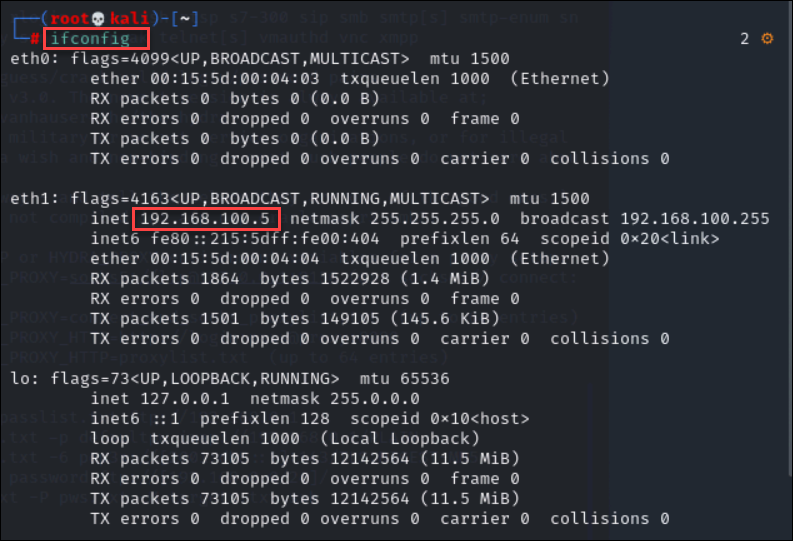 ┌──(root💀kali)-[~]
└─# ifconfig 2 ⚙
eth0: flags=4099<UP,BROADCAST,MULTICAST>  mtu 1500
        ether 00:15:5d:00:04:03  txqueuelen 1000  (Ethernet)
        RX packets 0  bytes 0 (0.0 B)
        RX errors 0  dropped 0  overruns 0  frame 0
        TX packets 0  bytes 0 (0.0 B)
        TX errors 0  dropped 0 overruns 0  carrier 0  collisions 0
eth1: flags=4163<UP,BROADCAST,RUNNING,MULTICAST>  mtu 1500
        inet 192.168.100.5  netmask 255.255.255.0  broadcast 192.168.100.255
        inet6 fe80::215:5dff:fe00:404  prefixlen 64  scopeid 0×20<link>
        ether 00:15:5d:00:04:04  txqueuelen 1000  (Ethernet)
        RX packets 1864  bytes 1522928 (1.4 MiB)
        RX errors 0  dropped 0  overruns 0  frame 0
        TX packets 1501  bytes 149105 (145.6 KiB)
        TX errors 0  dropped 0 overruns 0  carrier 0  collisions 0
lo: flags=73<UP,LOOPBACK,RUNNING>  mtu 65536
        inet 127.0.0.1  netmask 255.0.0.0
        inet6 ::1  prefixlen 128  scopeid 0×10<host>
        loop  txqueuelen 1000  (Local Loopback)
        RX packets 73105  bytes 12142564 (11.5 MiB)
        RX errors 0  dropped 0  overruns 0  frame 0
        TX packets 73105  bytes 12142564 (11.5 MiB)
        TX errors 0  dropped 0 overruns 0  carrier 0  collisions 0